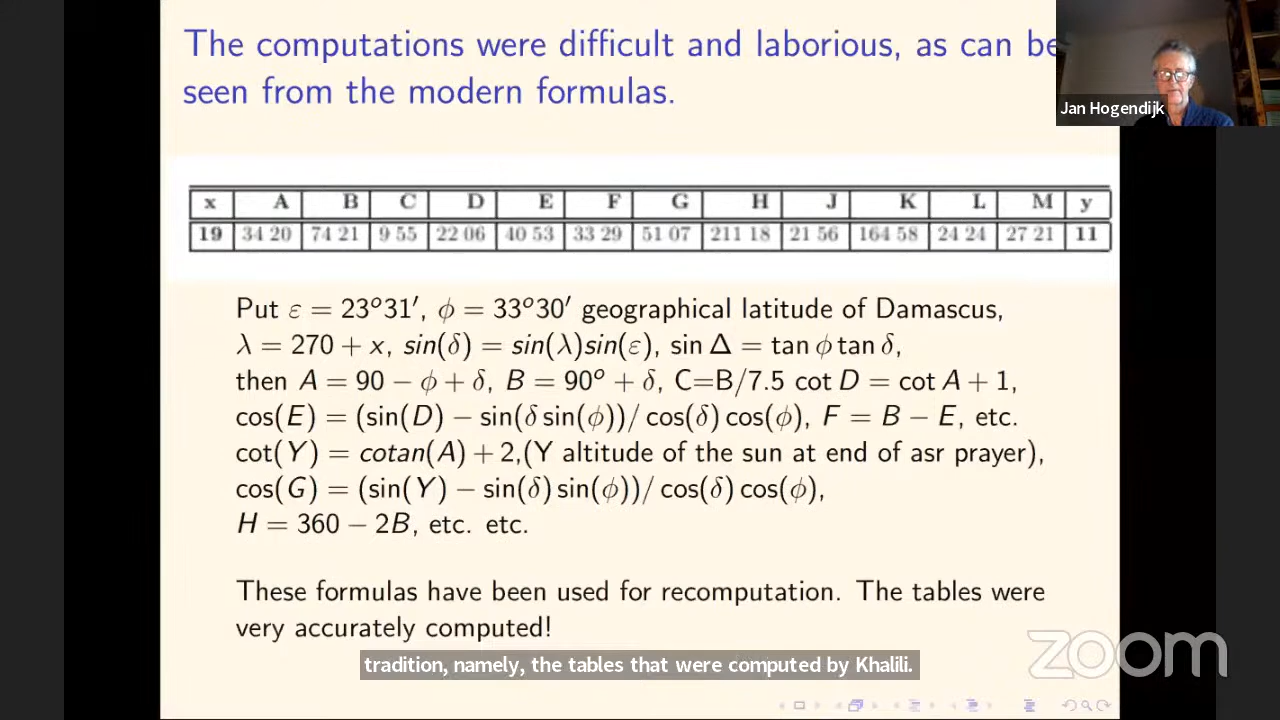 The computations were difficult and laborious, as can be
seen from the modern formulas.
Jan Hogendijk
x A B C D E F G H J K L M y
19 34 20 74 21 9 55 22 06 40 53 33 29 51 07 211 18 21 56 164 58 24 24 27 21 11
Put ε = 23°31′, ϕ = 33°30′ geographical latitude of Damascus,
λ = 270 + x, sin(δ) = sin(λ)sin(ε), sin Δ = tan ϕ tan δ,
then A = 90 − ϕ + δ, B = 90° + δ, C=B/7.5 cot D = cot A + 1,
cos(E) = (sin(D) − sin(δ sin(ϕ))/ cos(δ) cos(ϕ), F = B − E, etc.
cot(Y) = cotan(A) + 2,(Y altitude of the sun at end of asr prayer),
cos(G) = (sin(Y) − sin(δ) sin(ϕ))/ cos(δ) cos(ϕ),
H = 360 − 2B, etc. etc.
These formulas have been used for recomputation. The tables were
very accurately computed!
tradition, namely, the tables that were computed by Khalili.
zoom